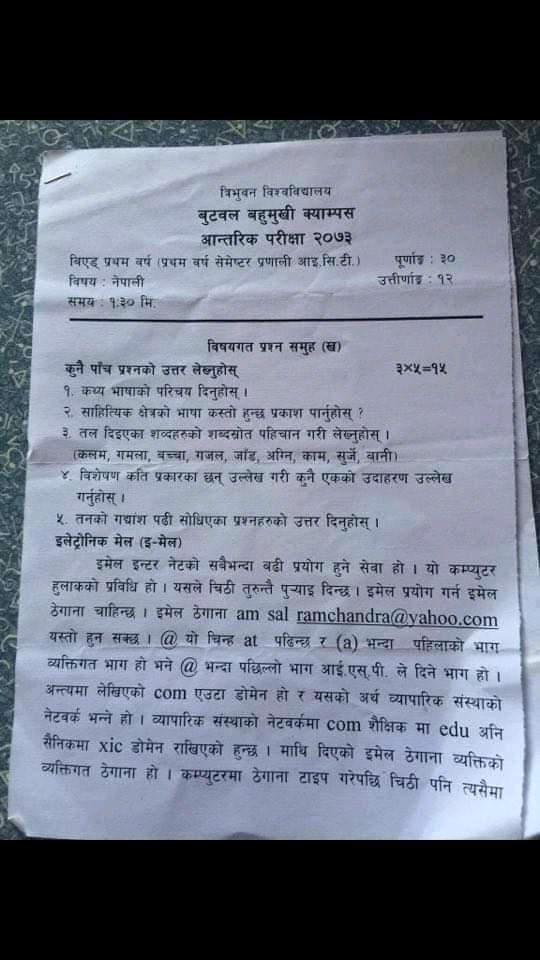 त्रिभुवन विश्वविद्यालय
बुटवल बहुमुखी क्याम्पस
आन्तरिक परीक्षा २०७३
बिएड् प्रथम वर्ष (प्रथम वर्ष सेमेष्टर प्रणाली आइ.सि.टी.) पूर्णाङ्क : ३०
विषय : नेपाली उत्तीर्णाङ्क : १२
समय : १:३० मि.
विषयगत प्रश्न समुह (ख)
कुनै पाँच प्रश्नको उत्तर लेख्नुहोस् ३×५=१५
१. कथ्य भाषाको परिचय दिनुहोस् ।
२. साहित्यिक क्षेत्रको भाषा कस्तो हुन्छ प्रकाश पार्नुहोस् ?
३. तल दिइएका शब्दहरुको शब्दस्रोत पहिचान गरी लेख्नुहोस् ।
(कलम, गमला, बच्चा, गजल, जाँड, अग्नि, काम, सुर्जे, बानी)
४. विशेषण कति प्रकारका छन् उल्लेख गरी कुनै एकको उदाहरण उल्लेख
गर्नुहोस् ।
५. तनको गद्यांश पढी सोधिएका प्रश्नहरुको उत्तर दिनुहोस् ।
इलेट्रोनिक मेल (इ-मेल)
इमेल इन्टर नेटको सबैभन्दा बढी प्रयोग हुने सेवा हो । यो कम्प्युटर
हुलाकको प्रविधि हो । यसले चिठी तुरुन्तै पुऱ्याइ दिन्छ । इमेल प्रयोग गर्न इमेल
ठेगाना चाहिन्छ । इमेल ठेगाना am sal ramchandra@yahoo.com
यस्तो हुन सक्छ । @ यो चिन्ह at पढिन्छ र (a) भन्दा पहिलाको भाग
व्यक्तिगत भाग हो भने @ भन्दा पछिल्लो भाग आई.एस.पी. ले दिने भाग हो ।
अन्त्यमा लेखिएको com एउटा डोमेन हो र यसको अर्थ व्यापारिक संस्थाको
नेटवर्क भन्ने हो । व्यापारिक संस्थाको नेटवर्कमा com शैक्षिक मा edu अनि
सैनिकमा xic डोमेन राखिएको हुन्छ । माथि दिएको इमेल ठेगाना व्यक्तिको
व्यक्तिगत ठेगाना हो । कम्प्युटरमा ठेगाना टाइप गरेपछि चिठी पनि त्यसैमा